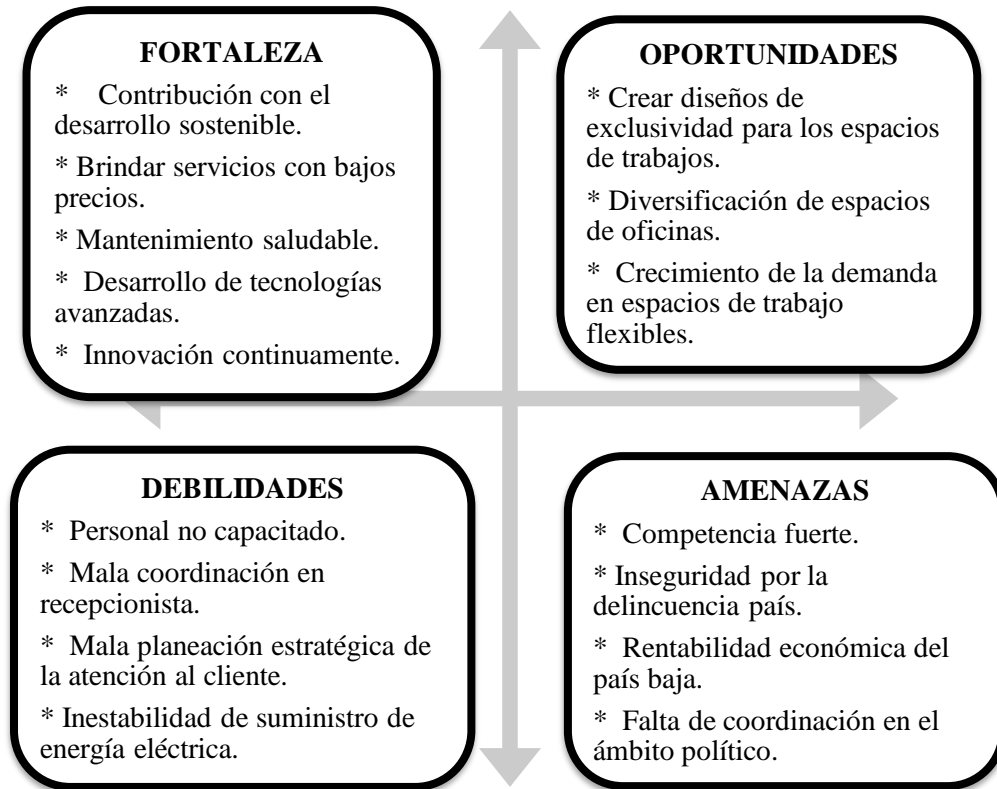 FORTALEZA
* Contribución con el
desarrollo sostenible.
* Brindar servicios con bajos
precios.
* Mantenimiento saludable.
* Desarrollo de tecnologías
avanzadas.
* Innovación continuamente.
OPORTUNIDADES
* Crear diseños de
exclusividad para los espacios
de trabajos.
* Diversificación de espacios
de oficinas.
* Crecimiento de la demanda
en espacios de trabajo
flexibles.
DEBILIDADES
* Personal no capacitado.
* Mala coordinación en
recepcionista.
* Mala planeación estratégica de
la atención al cliente.
* Inestabilidad de suministro de
energía eléctrica.
AMENAZAS
* Competencia fuerte.
* Inseguridad por la
delincuencia país.
* Rentabilidad económica del
país baja.
* Falta de coordinación en el
ámbito político.